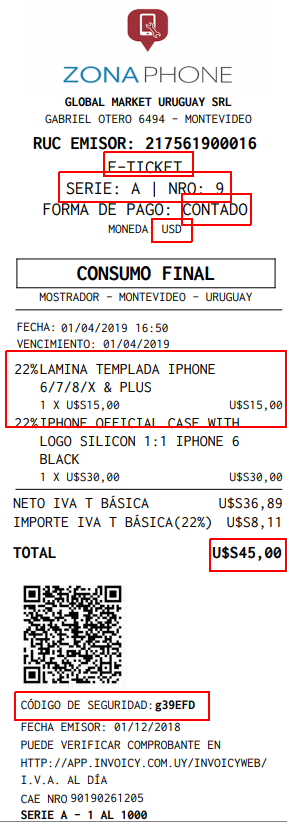 ZONA PHONE
GLOBAL MARKET URUGUAY SRL
GABRIEL OTERO 6494 - MONTEVIDEO
RUC EMISOR: 217561900016
E-TICKET
SERIE: A | NRO: 9
FORMA DE PAGO: CONTADO
MONEDA: USD
CONSUMO FINAL
MOSTRADOR - MONTEVIDEO - URUGUAY
FECHA: 01/04/2019 16:50
VENCIMIENTO: 01/04/2019
22% LAMINA TEMPLADA IPHONE
6/7/8/X & PLUS
1 X U$S15,00 U$S15,00
22% IPHONE OFFICIAL CASE WITH
LOGO SILICON 1:1 IPHONE 6
BLACK
1 X U$S30,00 U$S30,00
NETO IVA T BÁSICA U$S36,89
IMPORTE IVA T BÁSICA(22%) U$S8,11
TOTAL U$S45,00
CÓDIGO DE SEGURIDAD: g39EFD
FECHA EMISOR: 01/12/2018
PUEDE VERIFICAR COMPROBANTE EN
HTTP://APP.INVOICY.COM.UY/INVOICYWEB/
I.V.A. AL DÍA
CAE NRO 90190261205
SERIE A - 1 AL 1000